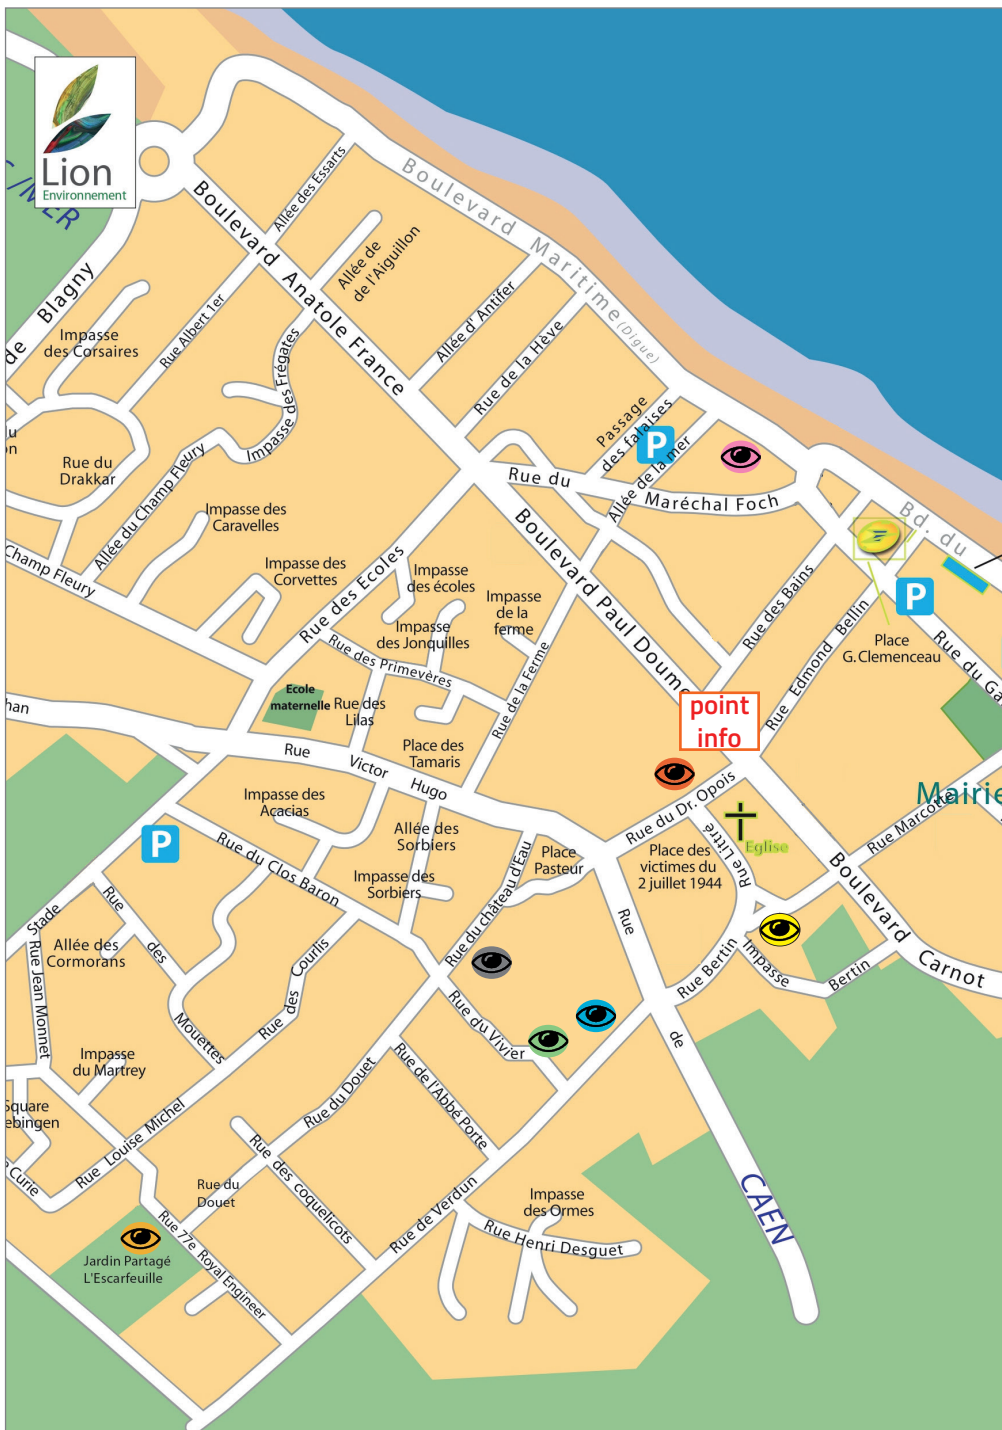 Lion
Environnement
/MER
Boulevard Maritime (Digue)
Allée des Essarts
Boulevard Anatole France
Allée de
de l'Aiguillon
Blagny
de
Impasse
des Corsaires
Rue Albert 1er
Impasse des Frégates
Allée d' Antifer
Rue de la Hève
Passage
des falaises
P
Allée de la mer
Rue du
Drakkar
Allée du Champ Fleury
Impasse des
Caravelles
Rue du Maréchal Foch
Bd. du
Champ Fleury
Impasse des
Corvettes
Rue des Ecoles
Impasse
des écoles
Impasse
de la
ferme
Boulevard Paul Doume
Rue des Bains
Rue Edmond Bellin
P
Place
G. Clemenceau
Rue du Ga
Impasse
des Jonquilles
Rue des Primevères
Rue de la Ferme
Ecole
maternelle
Rue des
Lilas
han
point
info
Place des
Tamaris
Rue Victor Hugo
Impasse des
Acacias
Allée des
Sorbiers
Rue du Dr. Opois
Rue Littré
Eglise
Mairie
Rue Marcotte
P
Rue du Clos Baron
Impasse des
Sorbiers
Rue du château d'Eau
Place
Pasteur
Place des
victimes du
2 juillet 1944
Boulevard Carnot
Stade
Rue des Mouettes
Allée des
Cormorans
Rue Jean Monnet
Rue des Courlis
Rue de
CAEN
Rue Bertin
Impasse Bertin
Rue du Vivier
Impasse
du Martrey
Rue du Douet
Rue de l'Abbé Porte
Square
ebingen
Rue Louise Michel
Curie
Rue des coquelicots
Rue du
Douet
Rue de Verdun
Impasse
des Ormes
Rue Henri Desguet
Rue 77e Royal Engineer
Jardin Partagé
L'Escarfeuille